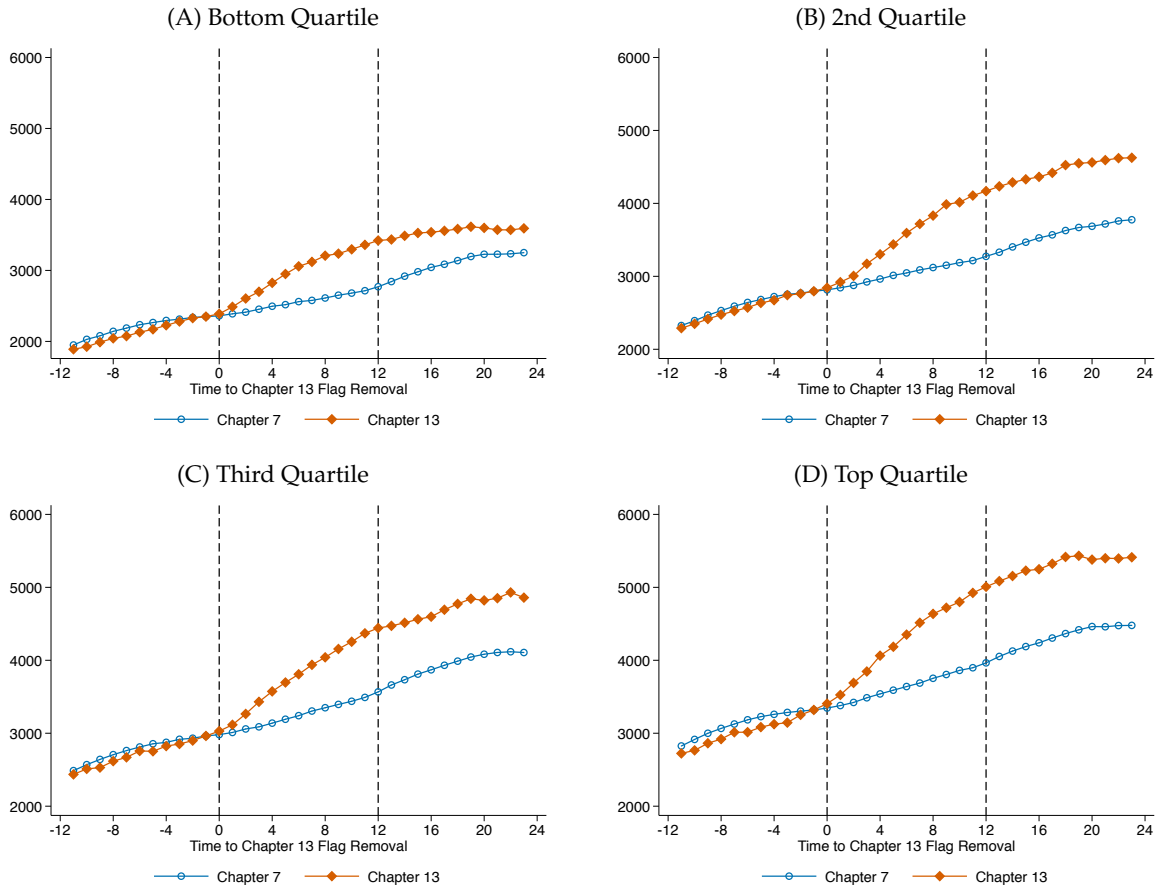 (A) Bottom Quartile
6000
5000
4000
3000
2000
-12 -8 -4 0 4 8 12 16 20 24
Time to Chapter 13 Flag Removal
Chapter 7 Chapter 13
(B) 2nd Quartile
6000
5000
4000
3000
2000
-12 -8 -4 0 4 8 12 16 20 24
Time to Chapter 13 Flag Removal
Chapter 7 Chapter 13
(C) Third Quartile
6000
5000
4000
3000
2000
-12 -8 -4 0 4 8 12 16 20 24
Time to Chapter 13 Flag Removal
Chapter 7 Chapter 13
(D) Top Quartile
6000
5000
4000
3000
2000
-12 -8 -4 0 4 8 12 16 20 24
Time to Chapter 13 Flag Removal
Chapter 7 Chapter 13